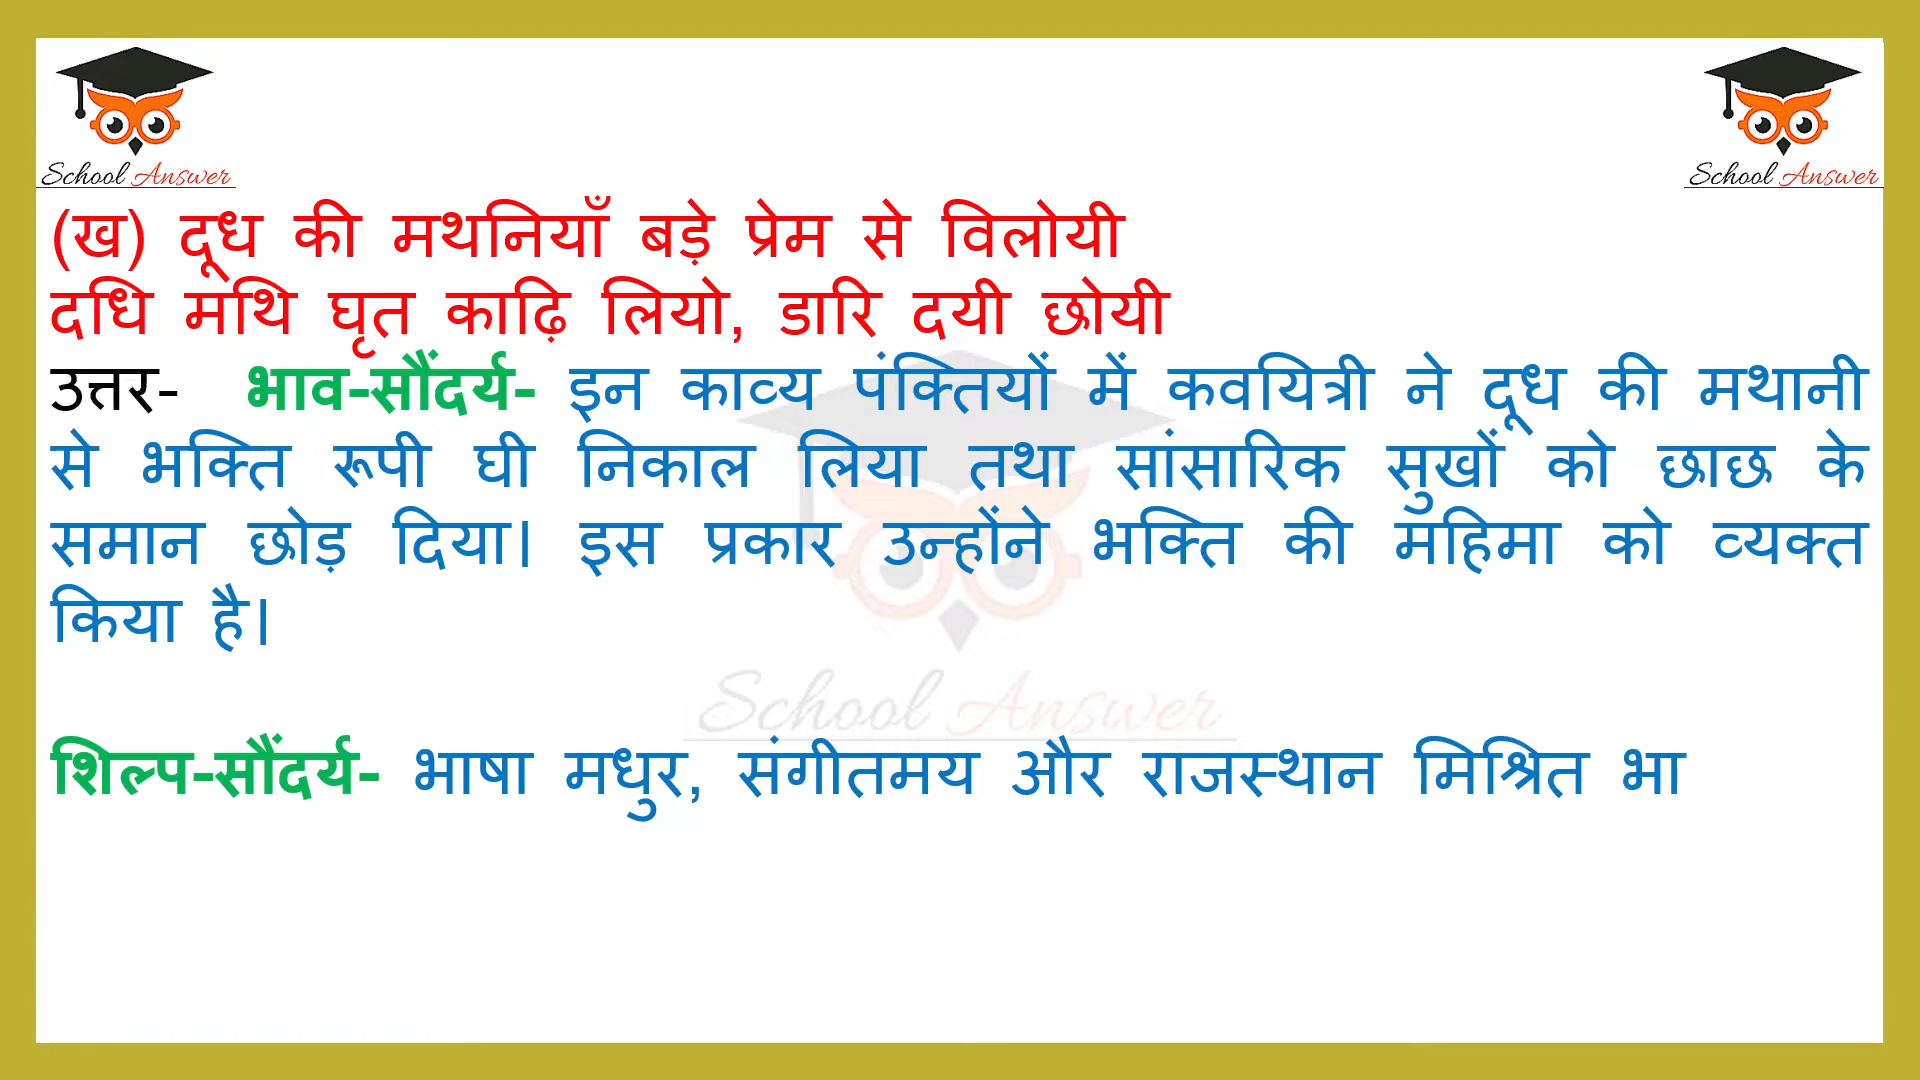 School Answer
School Answer
(ख) दूध की मथनियाँ बड़े प्रेम से विलोयी
दधि मथि घृत काढ़ि लियो, डारि दयी छोयी
उत्तर- भाव-सौंदर्य- इन काव्य पंक्तियों में कवयित्री ने दूध की मथानी
से भक्ति रूपी घी निकाल लिया तथा सांसारिक सुखों को छाछ के
समान छोड़ दिया। इस प्रकार उन्होंने भक्ति की महिमा को व्यक्त
किया है।
School Answer
शिल्प-सौंदर्य- भाषा मधुर, संगीतमय और राजस्थान मिश्रित भा